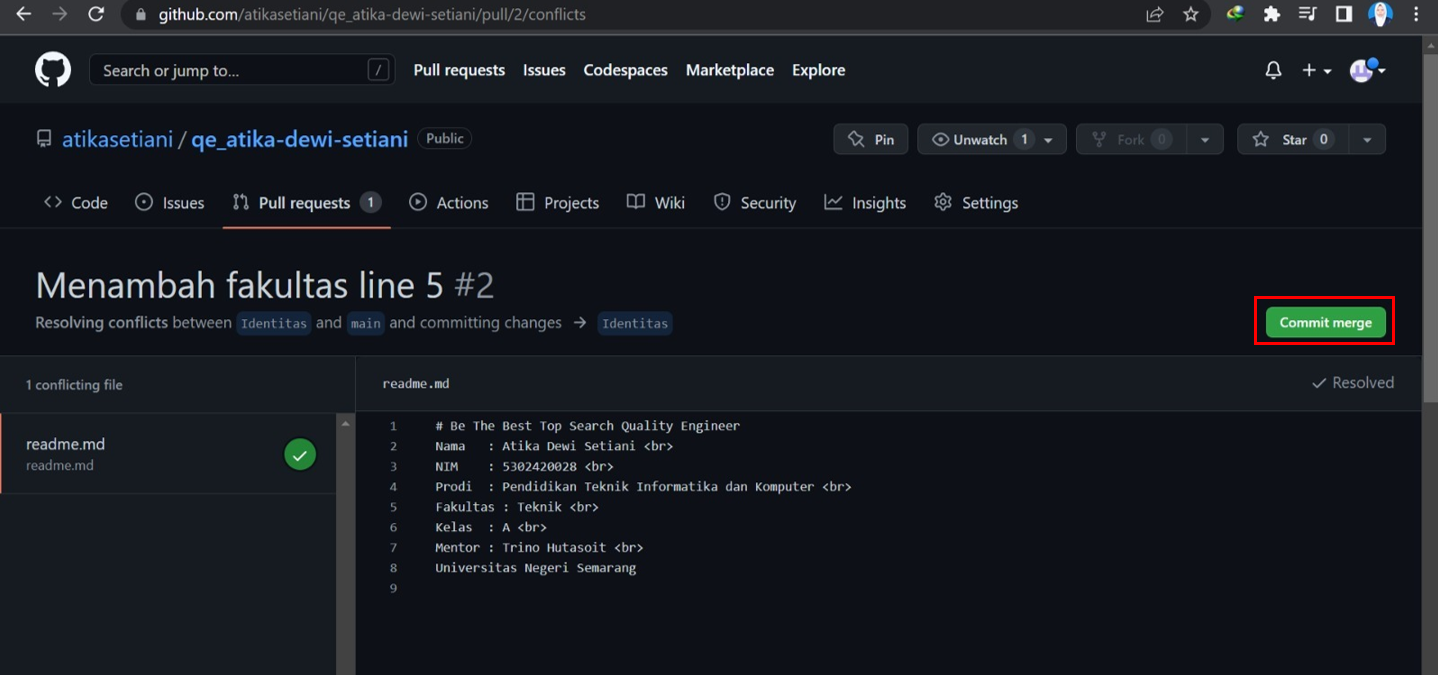 github.com/atikasetiani/qe_atika-dewi-setiani/pull/2/conflicts
Search or jump to... /
Pull requests Issues Codespaces Marketplace Explore
atikasetiani / qe_atika-dewi-setiani Public
Pin Unwatch 1 Fork 0 Star 0
Code Issues Pull requests 1 Actions Projects Wiki Security Insights Settings
Menambah fakultas line 5 #2
Resolving conflicts between Identitas and main and committing changes → Identitas
Commit merge
1 conflicting file
readme.md
readme.md
readme.md
Resolved
1 # Be The Best Top Search Quality Engineer
2 Nama : Atika Dewi Setiani <br>
3 NIM : 5302420028 <br>
4 Prodi : Pendidikan Teknik Informatika dan Komputer <br>
5 Fakultas : Teknik <br>
6 Kelas : A <br>
7 Mentor : Trino Hutasoit <br>
8 Universitas Negeri Semarang
9